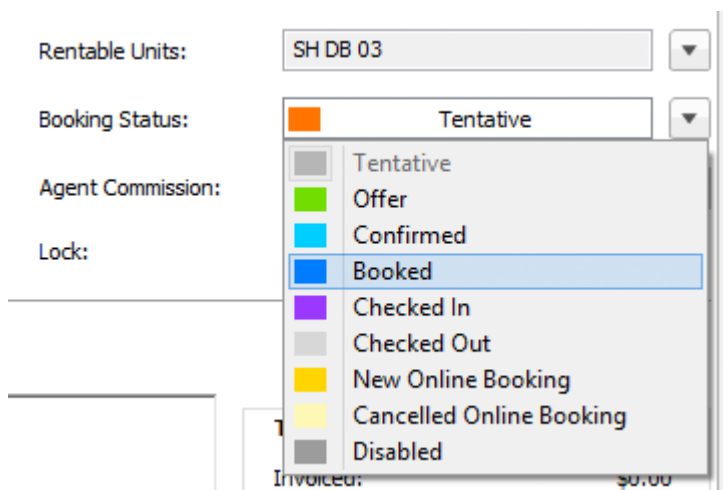 Rentable Units: SH DB 03
Booking Status: Tentative
Tentative
Agent Commission:
Offer
Confirmed
Lock:
Booked
Checked In
Checked Out
New Online Booking
Cancelled Online Booking
Disabled
Invoiced: $0.00